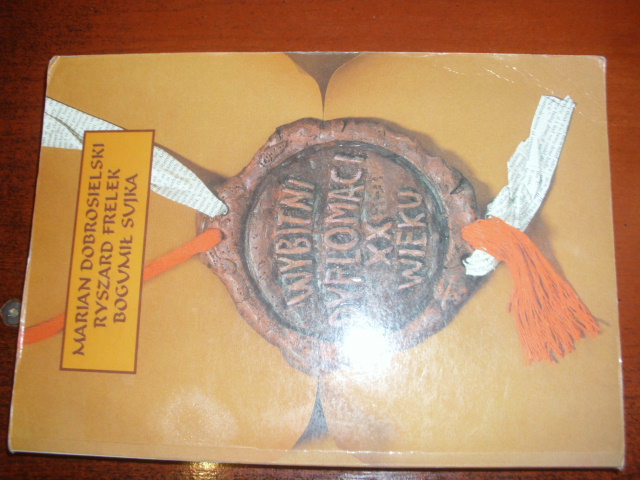 MARIAN DOBROSIELSKI
RYSZARD FRELEK
BOGUMIŁ SUJKA
WYBITNI
DYPLOMACI
XX
WIEKU